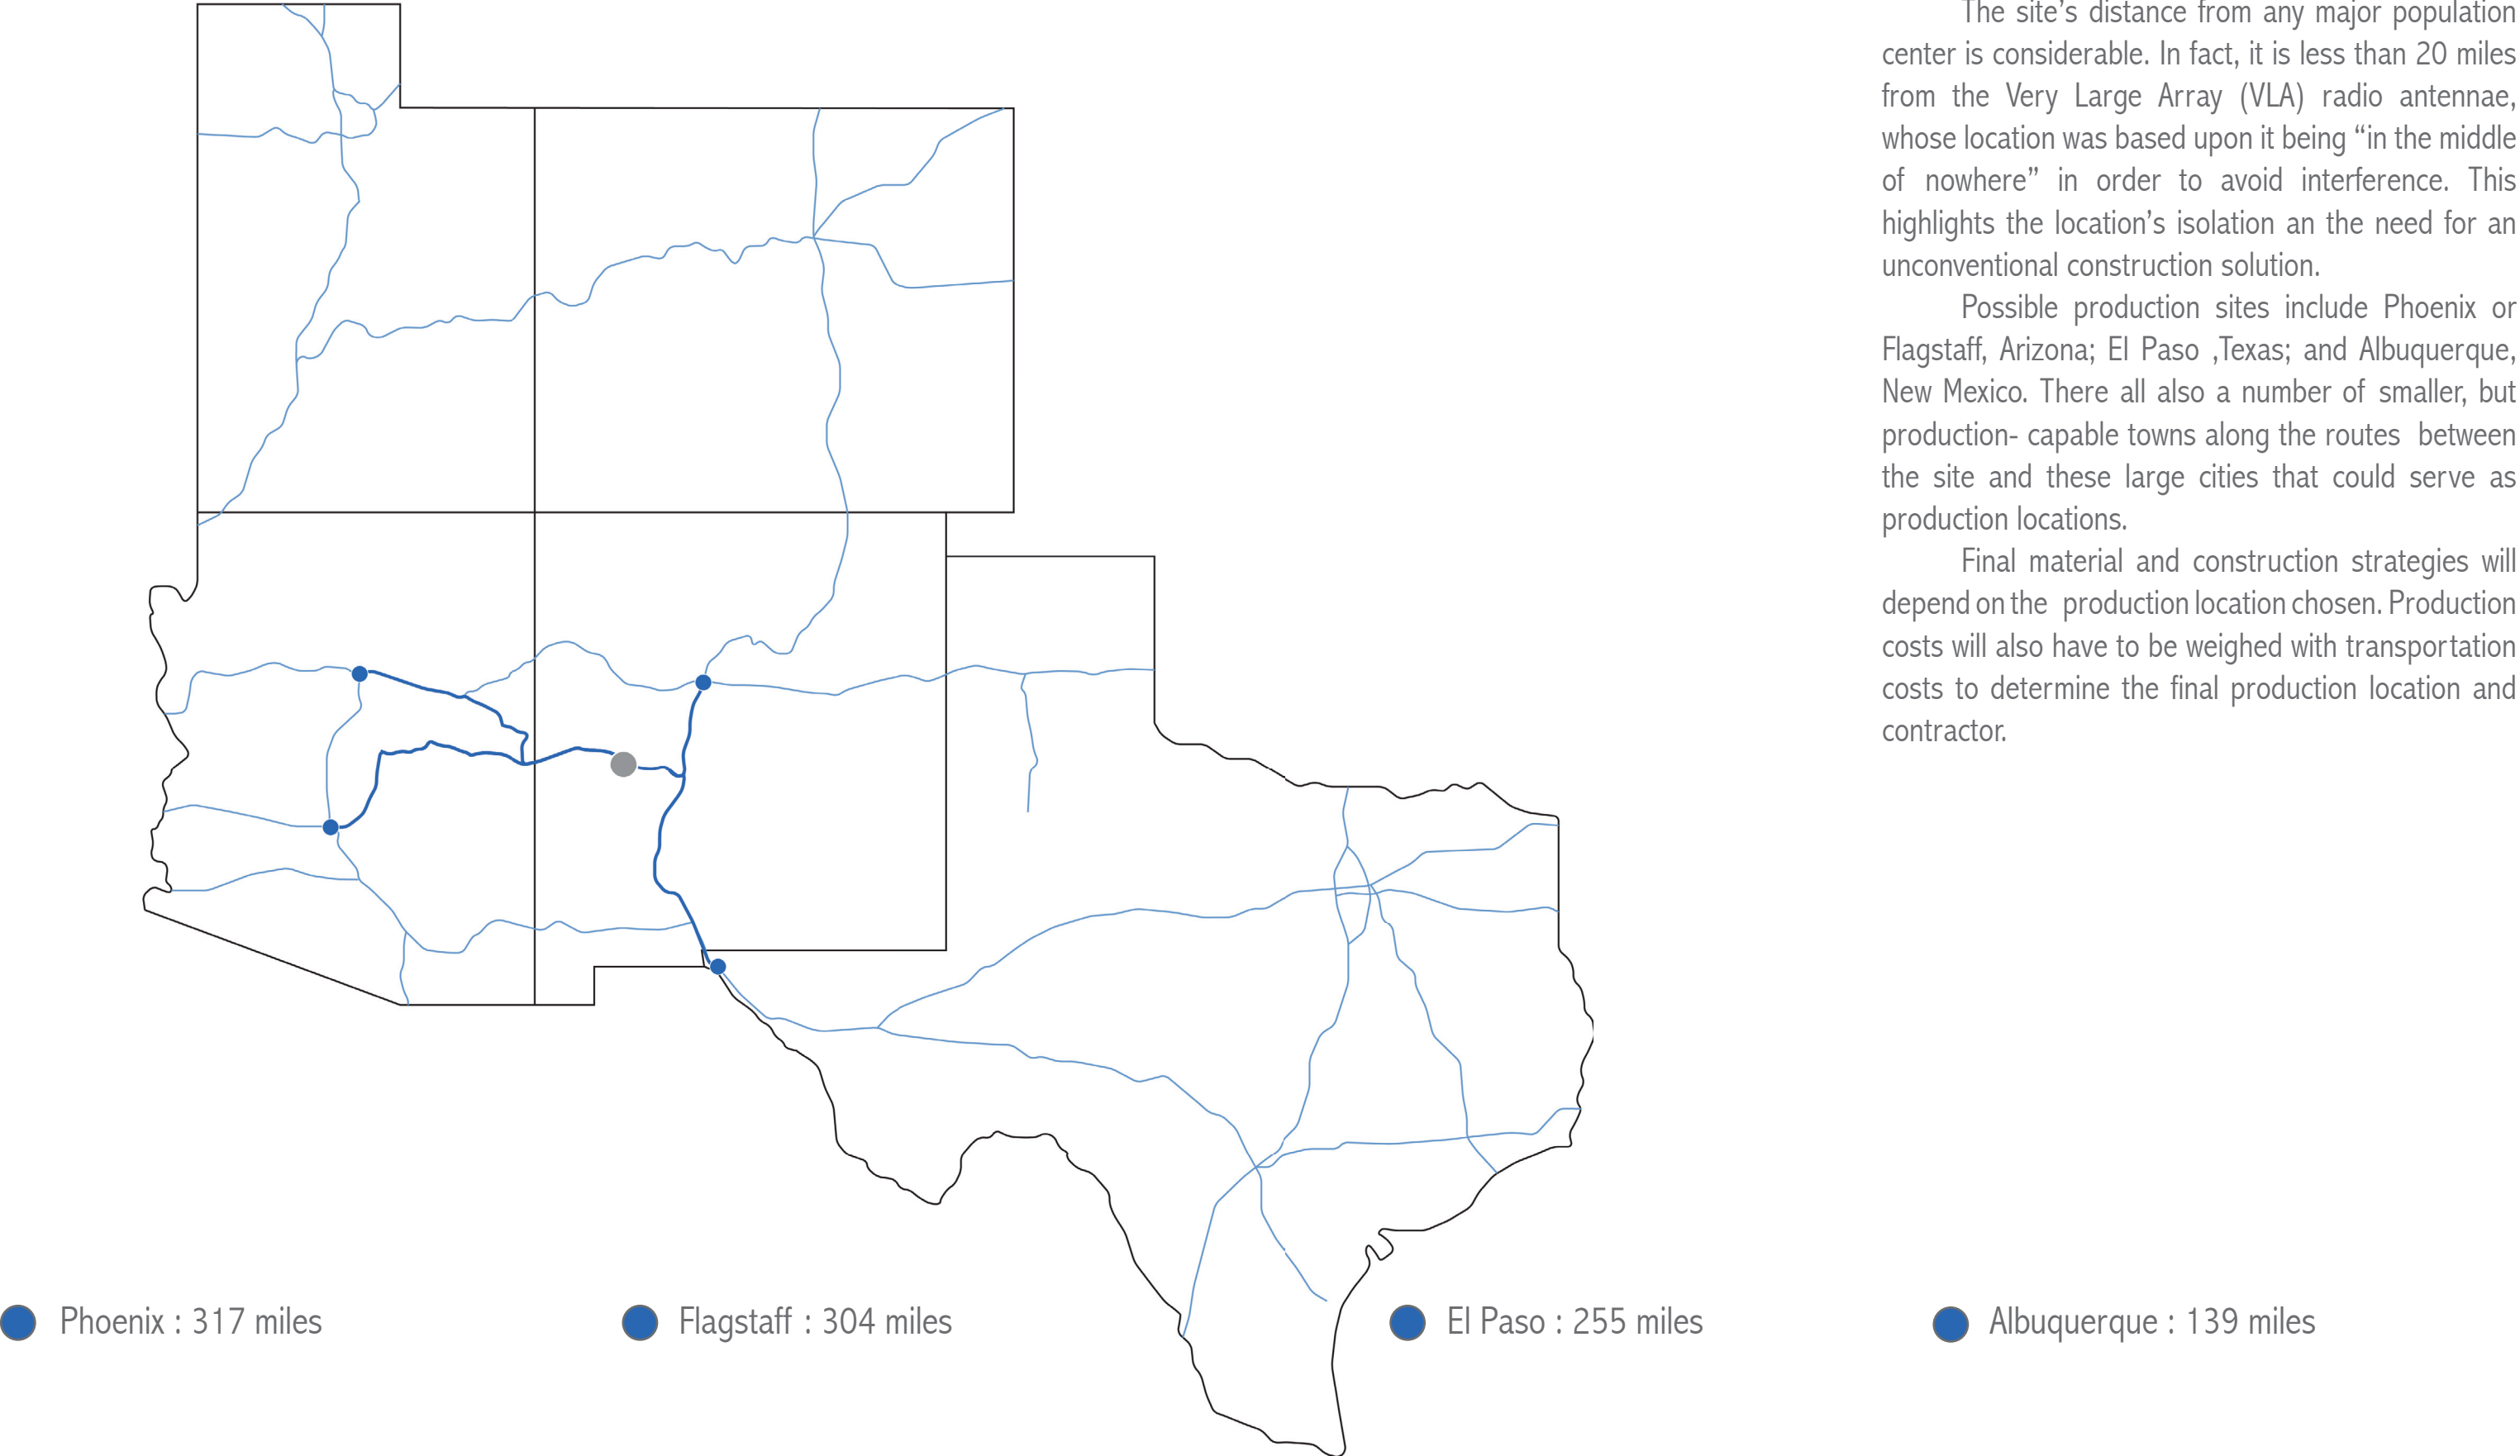 The site’s distance from any major population
center is considerable. In fact, it is less than 20 miles
from the Very Large Array (VLA) radio antennae,
whose location was based upon it being “in the middle
of nowhere” in order to avoid interference. This
highlights the location’s isolation an the need for an
unconventional construction solution.
Possible production sites include Phoenix or
Flagstaff, Arizona; El Paso ,Texas; and Albuquerque,
New Mexico. There all also a number of smaller, but
production- capable towns along the routes between
the site and these large cities that could serve as
production locations.
Final material and construction strategies will
depend on the production location chosen. Production
costs will also have to be weighed with transportation
costs to determine the final production location and
contractor.
Phoenix : 317 miles
Flagstaff : 304 miles
El Paso : 255 miles
Albuquerque : 139 miles